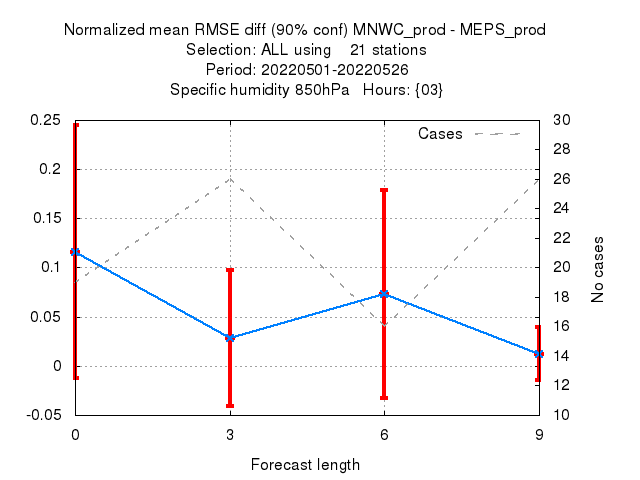 Normalized mean RMSE diff (90% conf) MNWC_prod - MEPS_prod
Selection: ALL using    21 stations
Period: 20220501-20220526
Specific humidity 850hPa   Hours: {03}
Cases
0.25
0.2
0.15
0.1
0.05
0
-0.05
30
28
26
24
22
20
18
16
14
12
10
No cases
0 3 6 9
Forecast length